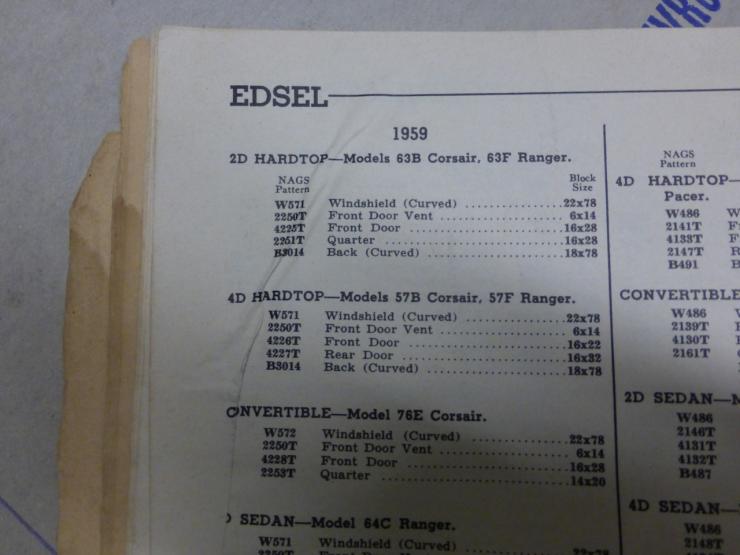 EDSEL
1959
2D HARDTOP—Models 63B Corsair, 63F Ranger.
NAGS Block
Pattern Size
W571 Windshield (Curved) ....................22x78
2250T Front Door Vent ....................... 6x14
4225T Front Door ............................16x28
2251T Quarter ...............................16x28
B3014 Back (Curved) .........................18x78
4D HARDTOP—Models 57B Corsair, 57F Ranger.
W571 Windshield (Curved) ....................22x78
2250T Front Door Vent ....................... 6x14
4226T Front Door ............................16x22
4227T Rear Door .............................16x32
B3014 Back (Curved) .........................18x78
ONVERTIBLE—Model 76E Corsair.
W572 Windshield (Curved) ....................22x78
2250T Front Door Vent ....................... 6x14
4228T Front Door ............................16x28
2253T Quarter ...............................14x20
SEDAN—Model 64C Ranger.
W571 Windshield (Curved)
NAGS
Pattern
4D HARDTOP—
Pacer.
W486 W
2141T F
4133T F
2147T R
B491 B
CONVERTIBLE
W486
2139T
4130T
2161T
2D SEDAN—
W486
2146T
4131T
4132T
B487
4D SEDAN—
W486
2148T